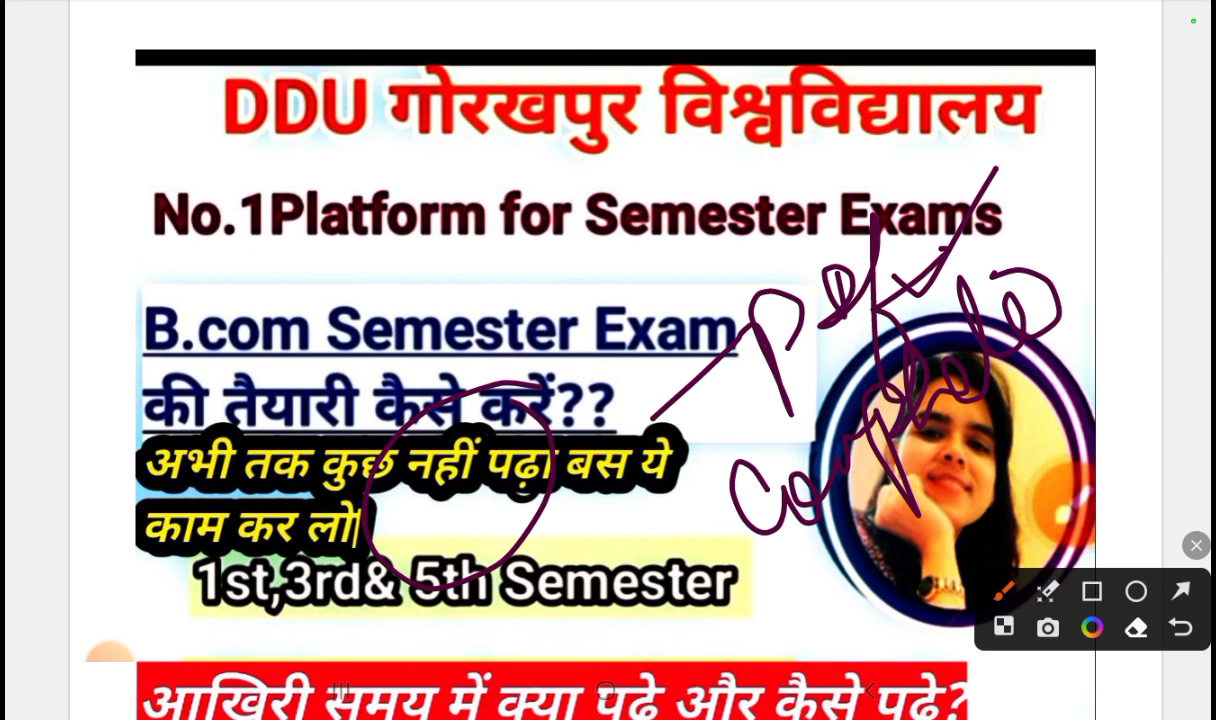 DDU गोरखपुर विश्वविद्यालय
No.1Platform for Semester Exams
B.com Semester Exam
की तैयारी कैसे करें??
अभी तक कुछ नहीं पढ़ा बस ये
काम कर लो|
1st,3rd& 5th Semester
आखिरी समय में क्या पढे और कैसे पढे?